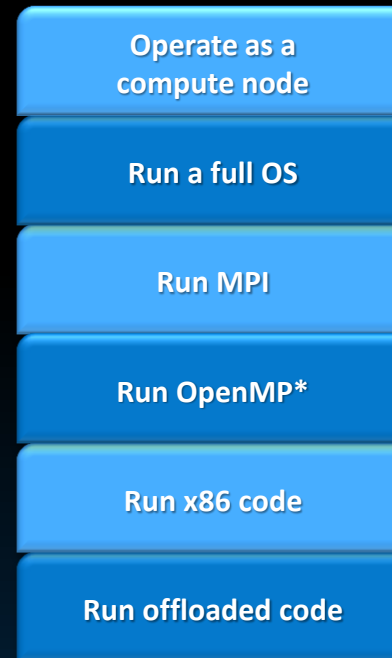 Operate as a
compute node
Run a full OS
Run MPI
Run OpenMP*
Run x86 code
Run offloaded code